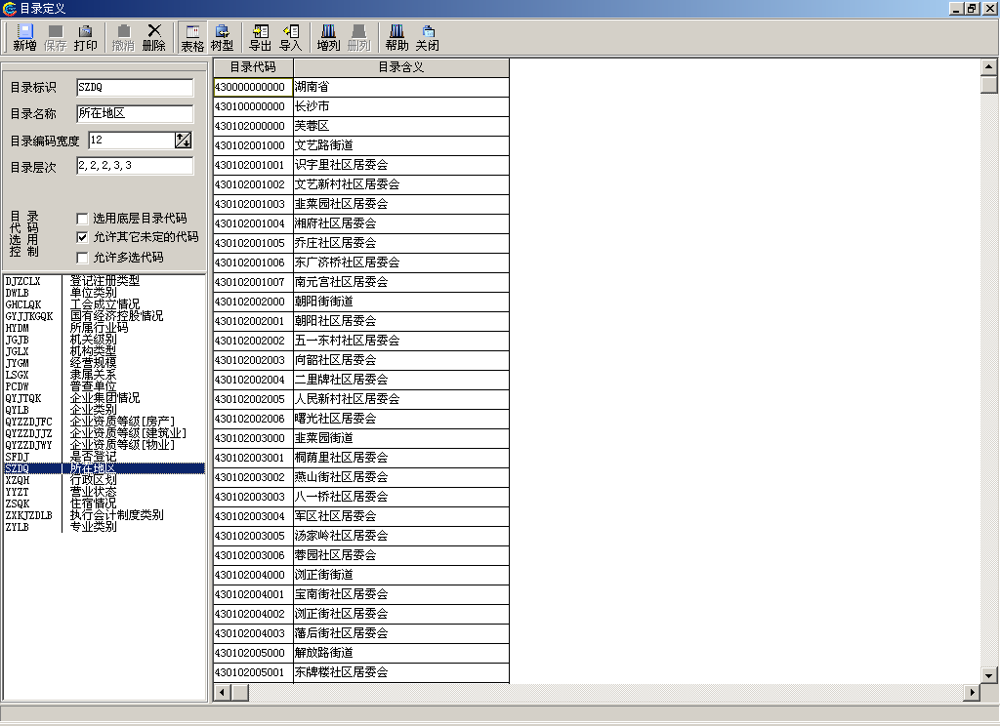 目录定义
新增 保存 打印 撤消 删除 表格 树型 导出 导入 增列 删列 帮助 关闭
目录标识 SZDQ
目录名称 所在地区
目录编码宽度 12
目录层次 2,2,2,3,3
目录代码选用控制
选用底层目录代码
允许其它未定的代码
允许多选代码
DJZCLX 登记注册类型
DWLB 单位类别
GHCLQK 工会成立情况
GYJJKGQK 国有经济控股情况
HYDM 所属行业码
JGJB 机关级别
JGLX 机构类型
JYGM 经营规模
LSGX 隶属关系
PCDW 普查单位
QYJTQK 企业集团情况
QYLB 企业类别
QYZZDJFC 企业资质等级[房产]
QYZZDJJZ 企业资质等级[建筑业]
QYZZDJWY 企业资质等级[物业]
SFDJ 是否登记
SZDQ 所在地区
XZQH 行政区划
YYZT 营业状态
ZSQK 住宿情况
ZXKJZDLB 执行会计制度类别
ZYLB 专业类别
目录代码 目录含义
430000000000 湖南省
430100000000 长沙市
430102000000 芙蓉区
430102001000 文艺路街道
430102001001 识字里社区居委会
430102001002 文艺新村社区居委会
430102001003 韭菜园社区居委会
430102001004 湘府社区居委会
430102001005 乔庄社区居委会
430102001006 东广济桥社区居委会
430102001007 南元宫社区居委会
430102002000 朝阳街街道
430102002001 朝阳社区居委会
430102002002 五一东村社区居委会
430102002003 向韶社区居委会
430102002004 二里牌社区居委会
430102002005 人民新村社区居委会
430102002006 曙光社区居委会
430102003000 韭菜园街道
430102003001 桐荫里社区居委会
430102003002 燕山街社区居委会
430102003003 八一桥社区居委会
430102003004 军区社区居委会
430102003005 汤家岭社区居委会
430102003006 蓉园社区居委会
430102004000 浏正街街道
430102004001 宝南街社区居委会
430102004002 浏正街社区居委会
430102004003 藩后街社区居委会
430102005000 解放路街道
430102005001 东牌楼社区居委会